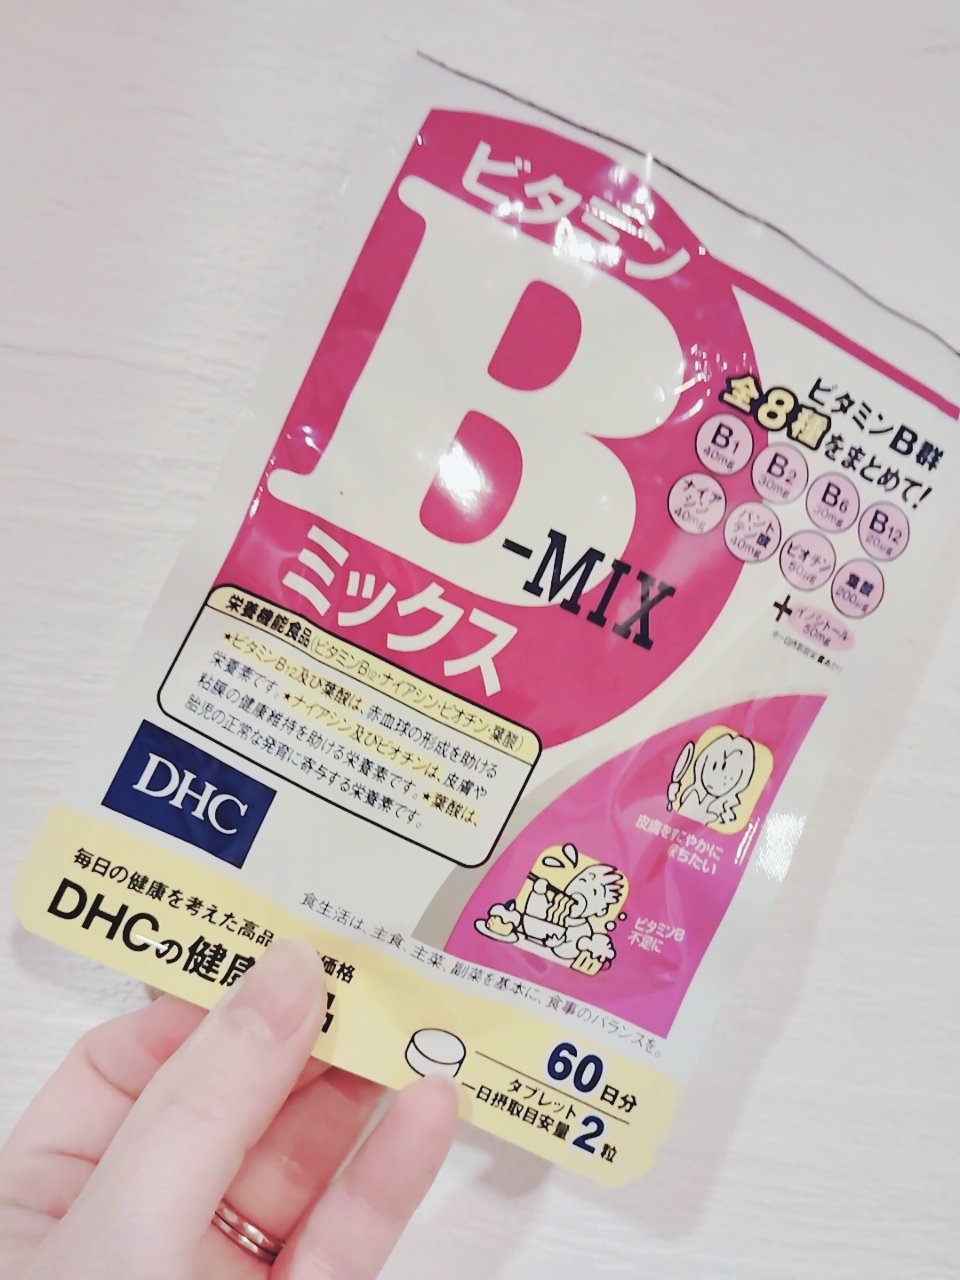 ビタミン
B
-MIX
ミックス
ビタミンB群
全8種をまとめて!
B1
40mg
B2
30mg
B6
30mg
B12
20μg
ナイア
シン
40mg
パント
テン酸
40mg
ビオチン
50μg
葉酸
200μg
+
イノシトール
50mg
栄養機能食品(ビタミンB12・ナイアシン・ビオチン・葉酸)
★ビタミンB12及び葉酸は、赤血球の形成を助ける
栄養素です。★ナイアシン及びビオチンは、皮膚や
粘膜の健康維持を助ける栄養素です。★葉酸は、
胎児の正常な発育に寄与する栄養素です。
DHC
皮膚をすこやかに
保ちたい
ビタミンB
不足に
毎日の健康を考えた高品 価格
DHCの健康
食生活は、主食、主菜、副菜を基本に、食事のバランスを。
60日分
タブレット
一日摂取目安量2粒